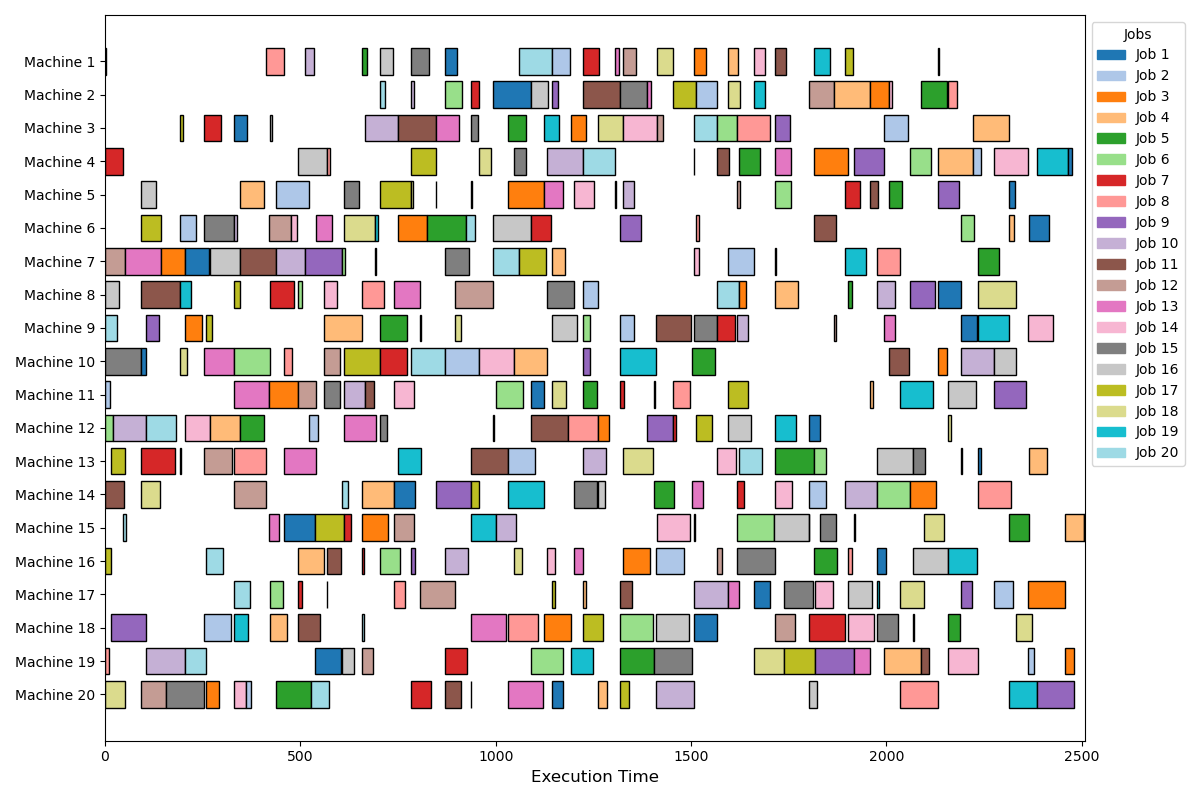 Machine 1
Machine 2
Machine 3
Machine 4
Machine 5
Machine 6
Machine 7
Machine 8
Machine 9
Machine 10
Machine 11
Machine 12
Machine 13
Machine 14
Machine 15
Machine 16
Machine 17
Machine 18
Machine 19
Machine 20
0 500 1000 1500 2000 2500
Execution Time
Jobs
Job 1
Job 2
Job 3
Job 4
Job 5
Job 6
Job 7
Job 8
Job 9
Job 10
Job 11
Job 12
Job 13
Job 14
Job 15
Job 16
Job 17
Job 18
Job 19
Job 20